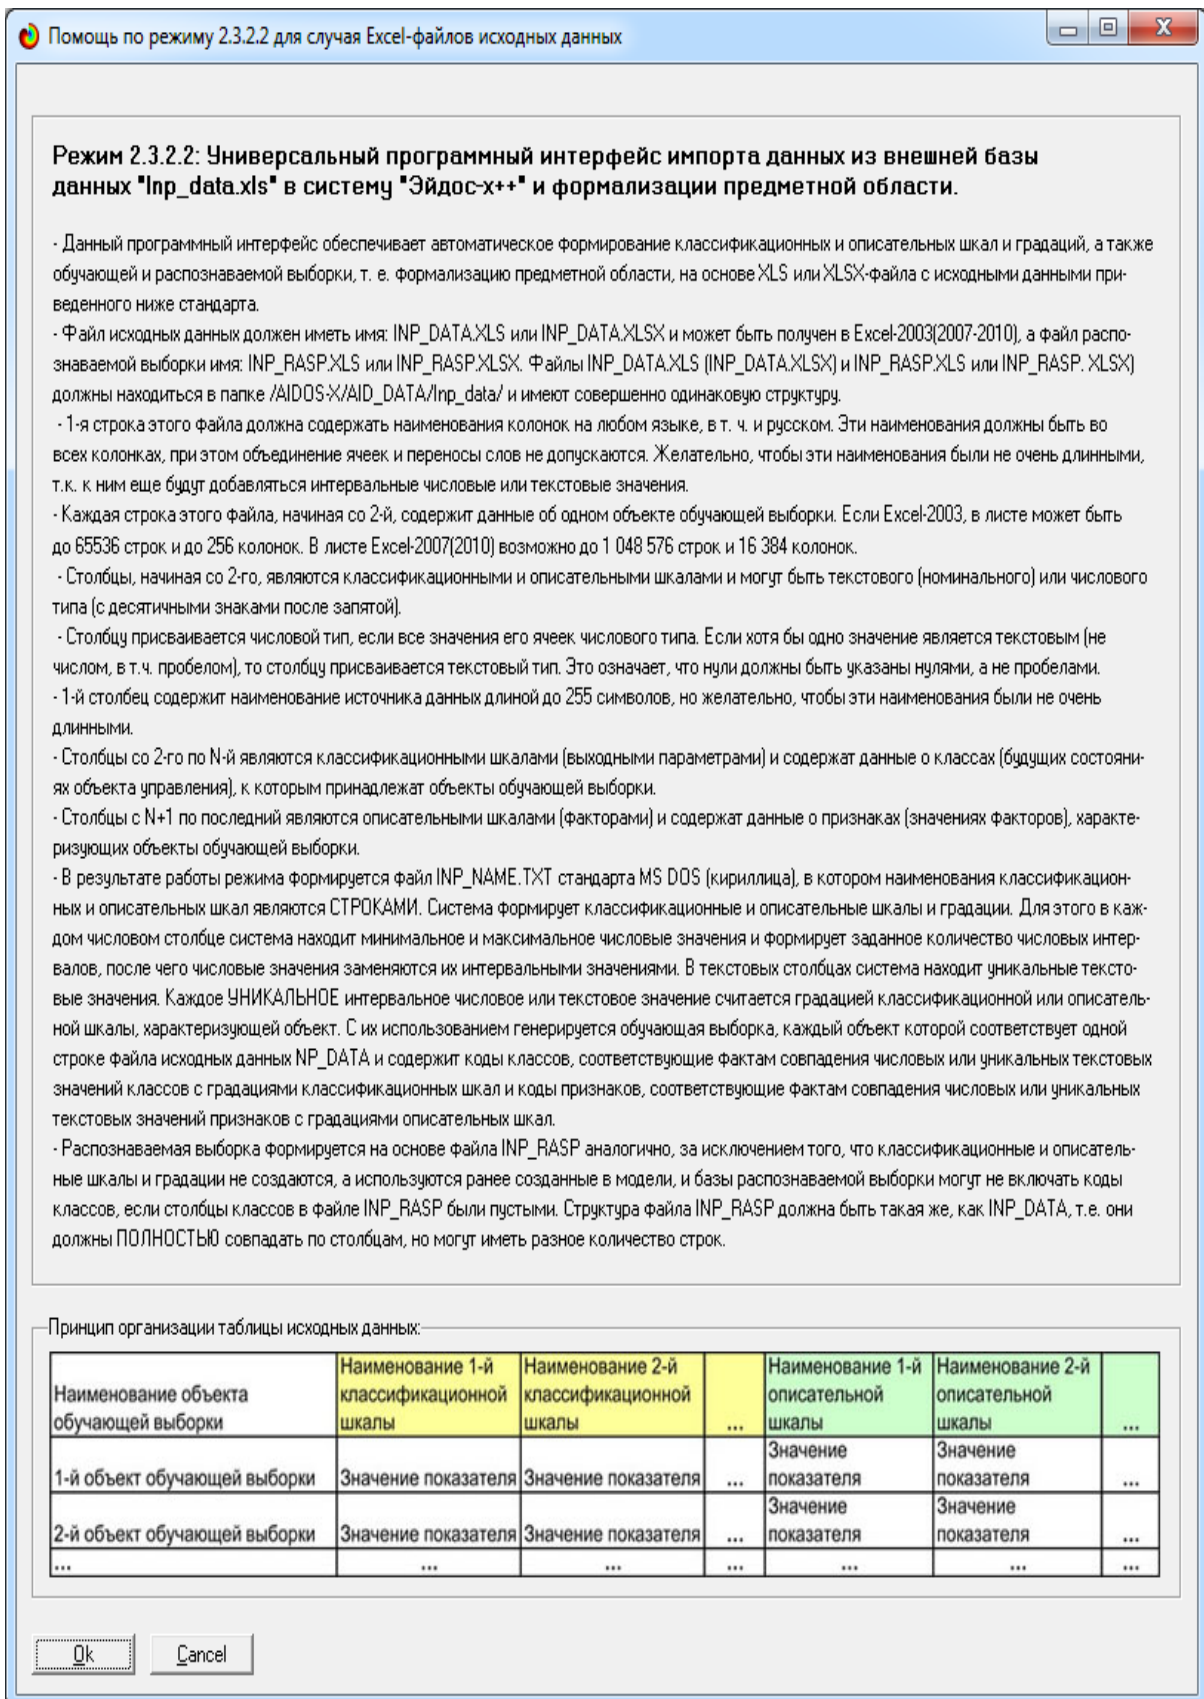 Помощь по режиму 2.3.2.2 для случая Excel-файлов исходных данных
Режим 2.3.2.2: Универсальный программный интерфейс импорта данных из внешней базы
данных "Inp_data.xls" в систему "Эйдос-х++" и формализации предметной области.
- Данный программный интерфейс обеспечивает автоматическое формирование классификационных и описательных шкал и градаций, а также
обучающей и распознаваемой выборки, т. е. формализацию предметной области, на основе XLS или XLSX-файла с исходными данными при-
веденного ниже стандарта.
- Файл исходных данных должен иметь имя: INP_DATA.XLS или INP_DATA.XLSX и может быть получен в Excel-2003(2007-2010), а файл распо-
знаваемой выборки имя: INP_RASP.XLS или INP_RASP.XLSX. Файлы INP_DATA.XLS (INP_DATA.XLSX) и INP_RASP.XLS или INP_RASP. XLSX)
должны находиться в папке /AIDOS-X/AID_DATA/Inp_data/ и имеют совершенно одинаковую структуру.
- 1-я строка этого файла должна содержать наименования колонок на любом языке, в т. ч. и русском. Эти наименования должны быть во
всех колонках, при этом объединение ячеек и переносы слов не допускаются. Желательно, чтобы эти наименования были не очень длинными,
т.к. к ним еще будут добавляться интервальные числовые или текстовые значения.
- Каждая строка этого файла, начиная со 2-й, содержит данные об одном объекте обучающей выборки. Если Excel-2003, в листе может быть
до 65536 строк и до 256 колонок. В листе Excel-2007(2010) возможно до 1 048 576 строк и 16 384 колонок.
- Столбцы, начиная со 2-го, являются классификационными и описательными шкалами и могут быть текстового (номинального) или числового
типа (с десятичными знаками после запятой).
- Столбцу присваивается числовой тип, если все значения его ячеек числового типа. Если хотя бы одно значение является текстовым (не
числом, в т.ч. пробелом), то столбцу присваивается текстовый тип. Это означает, что нули должны быть указаны нулями, а не пробелами.
- 1-й столбец содержит наименование источника данных длиной до 255 символов, но желательно, чтобы эти наименования были не очень
длинными.
- Столбцы со 2-го по N-й являются классификационными шкалами (выходными параметрами) и содержат данные о классах (будущих состояни-
ях объекта управления), к которым принадлежат объекты обучающей выборки.
- Столбцы с N+1 по последний являются описательными шкалами (факторами) и содержат данные о признаках (значениях факторов), характе-
ризующих объекты обучающей выборки.
- В результате работы режима формируется файл INP_NAME.TXT стандарта MS DOS (кириллица), в котором наименования классификацион-
ных и описательных шкал являются СТРОКАМИ. Система формирует классификационные и описательные шкалы и градации. Для этого в каж-
дом числовом столбце система находит минимальное и максимальное числовые значения и формирует заданное количество числовых интер-
валов, после чего числовые значения заменяются их интервальными значениями. В текстовых столбцах система находит уникальные тексто-
вые значения. Каждое УНИКАЛЬНОЕ интервальное числовое или текстовое значение считается градацией классификационной или описатель-
ной шкалы, характеризующей объект. С их использованием генерируется обучающая выборка, каждый объект которой соответствует одной
строке файла исходных данных NP_DATA и содержит коды классов, соответствующие фактам совпадения числовых или уникальных текстовых
значений классов с градациями классификационных шкал и коды признаков, соответствующие фактам совпадения числовых или уникальных
текстовых значений признаков с градациями описательных шкал.
- Распознаваемая выборка формируется на основе файла INP_RASP аналогично, за исключением того, что классификационные и описатель-
ные шкалы и градации не создаются, а используются ранее созданные в модели, и базы распознаваемой выборки могут не включать коды
классов, если столбцы классов в файле INP_RASP были пустыми. Структура файла INP_RASP должна быть такая же, как INP_DATA, т.е. они
должны ПОЛНОСТЬЮ совпадать по столбцам, но могут иметь разное количество строк.
Принцип организации таблицы исходных данных:
Наименование объекта обучающей выборки Наименование 1-й классификационной шкалы Наименование 2-й классификационной шкалы ... Наименование 1-й описательной шкалы Наименование 2-й описательной шкалы ...
1-й объект обучающей выборки Значение показателя Значение показателя ... Значение показателя Значение показателя ...
2-й объект обучающей выборки Значение показателя Значение показателя ... Значение показателя Значение показателя ...
... ... ... ... ... ... ...
Ok Cancel